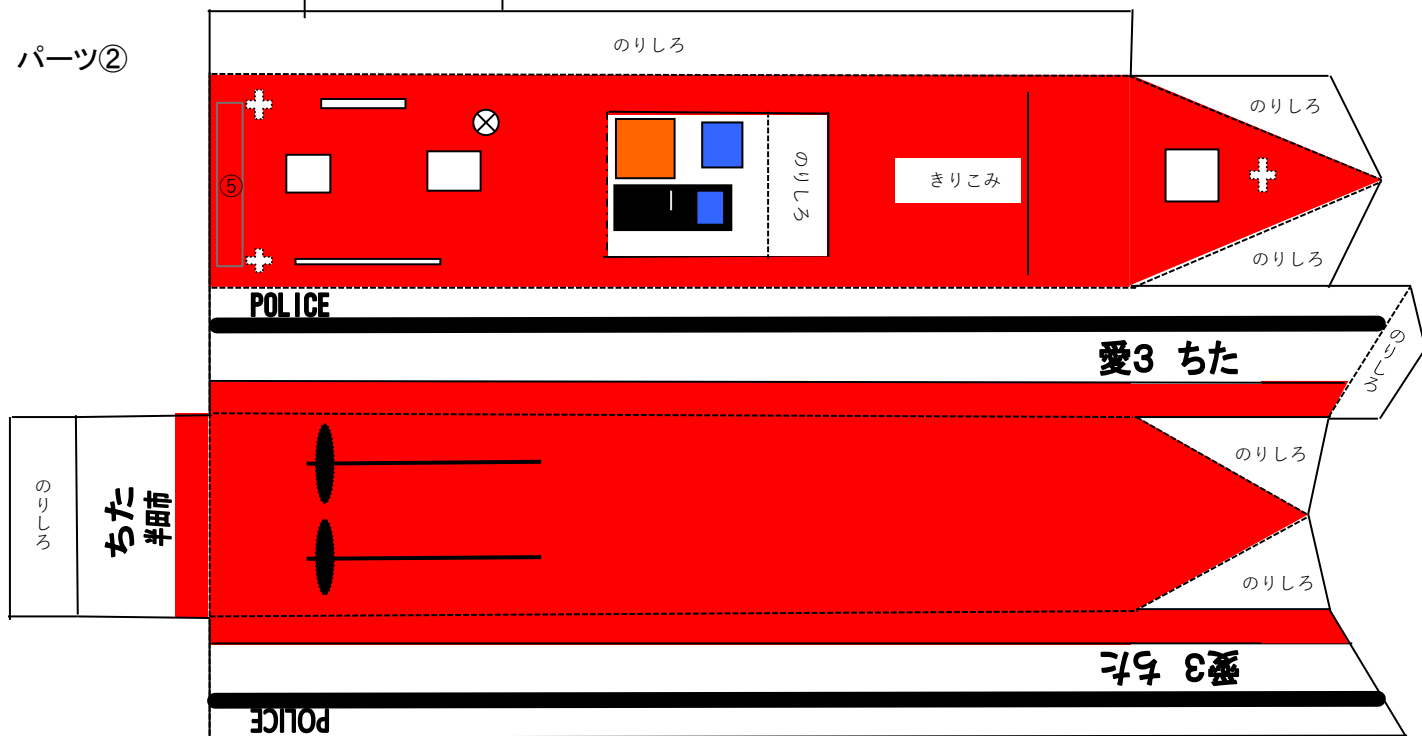 パーツ②
のりしろ
のりしろ
⑤
のりしろ
きりこみ
のりしろ
POLICE
愛3 ちた
のりしろ
のりしろ
のりしろ
ちた
半田市
のりしろ
愛3 ちた
POLICE